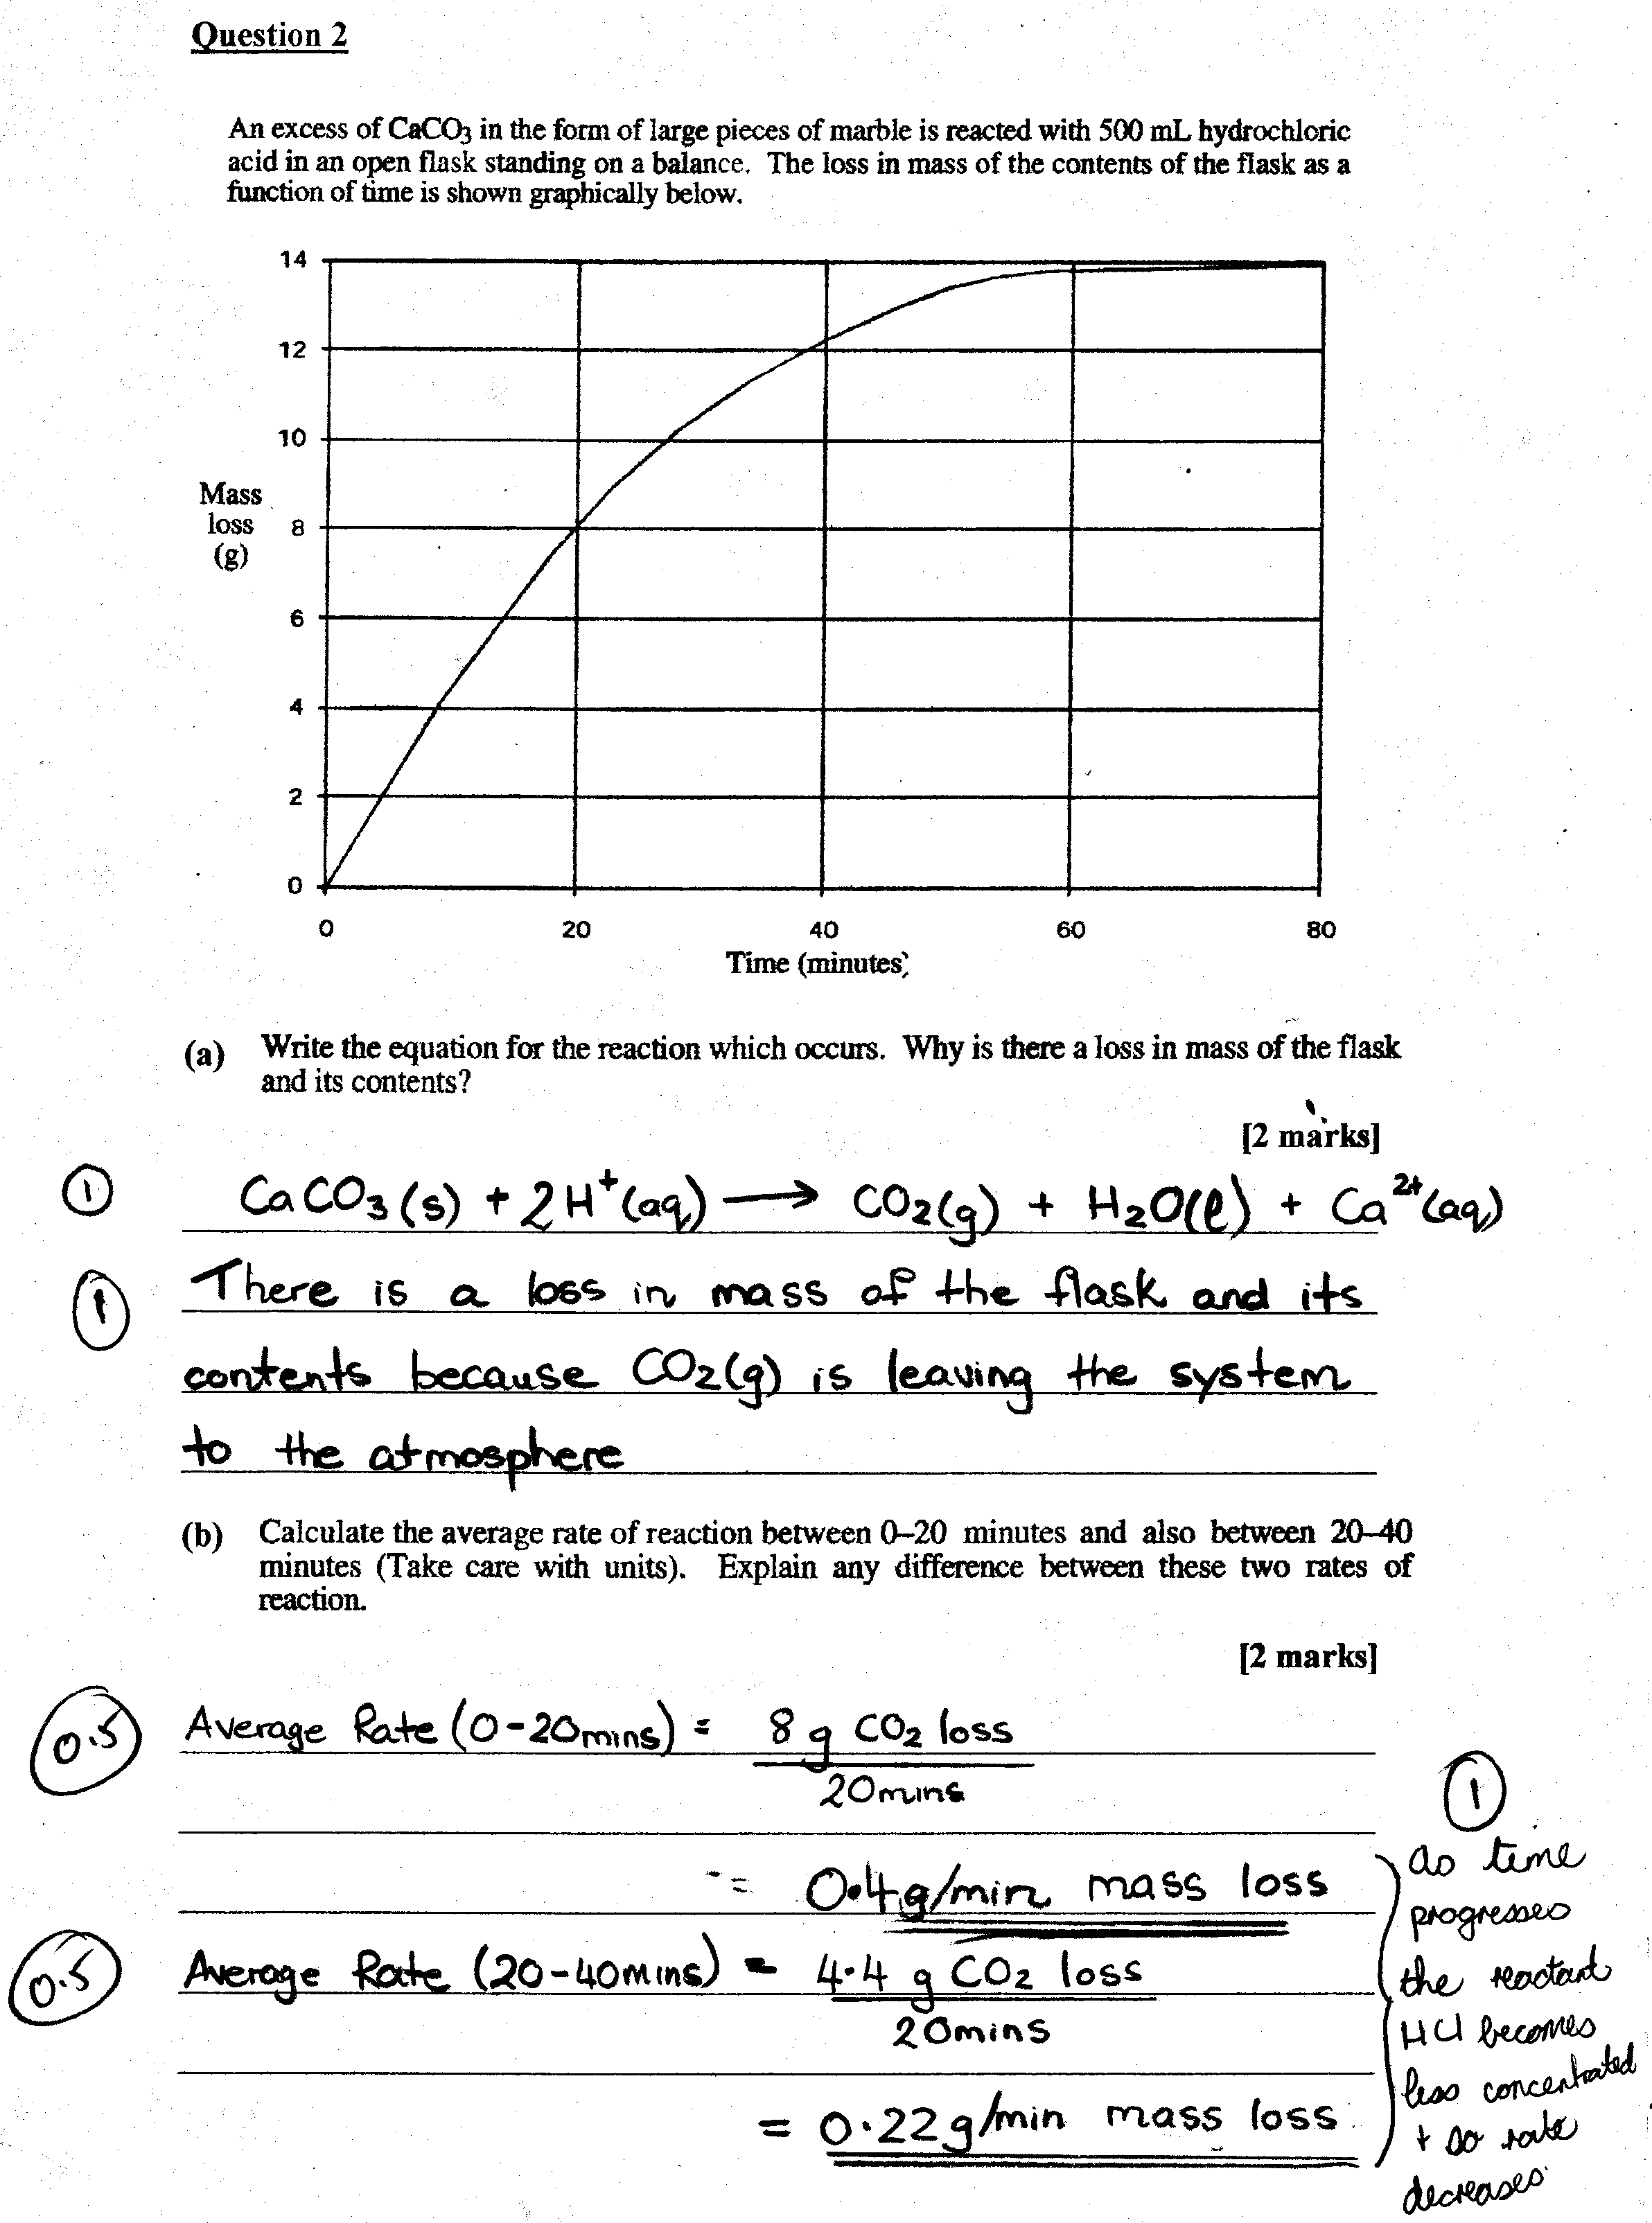 Question 2
An excess of CaCO₃ in the form of large pieces of marble is reacted with 500 mL hydrochloric
acid in an open flask standing on a balance. The loss in mass of the contents of the flask as a
function of time is shown graphically below.
14
12
10
Mass
loss
(g)
8
6
4
2
0
0 20 40 60 80
Time (minutes)
(a) Write the equation for the reaction which occurs. Why is there a loss in mass of the flask
and its contents?
[2 marks]
① CaCO₃(s) + 2H⁺(aq) → CO₂(g) + H₂O(l) + Ca²⁺(aq)
① There is a loss in mass of the flask and its
contents because CO₂(g) is leaving the system
to the atmosphere
(b) Calculate the average rate of reaction between 0–20 minutes and also between 20–40
minutes (Take care with units). Explain any difference between these two rates of
reaction.
[2 marks]
0.5 Average Rate (0-20mins) = 8 g CO₂ loss
20mins
= 0.4g/min mass loss
0.5 Average Rate (20-40mins) = 4.4 g CO₂ loss
20mins
= 0.22g/min mass loss
①
as time
progresses
the reactant
HCl becomes
less concentrated
+ so rate
decreases.